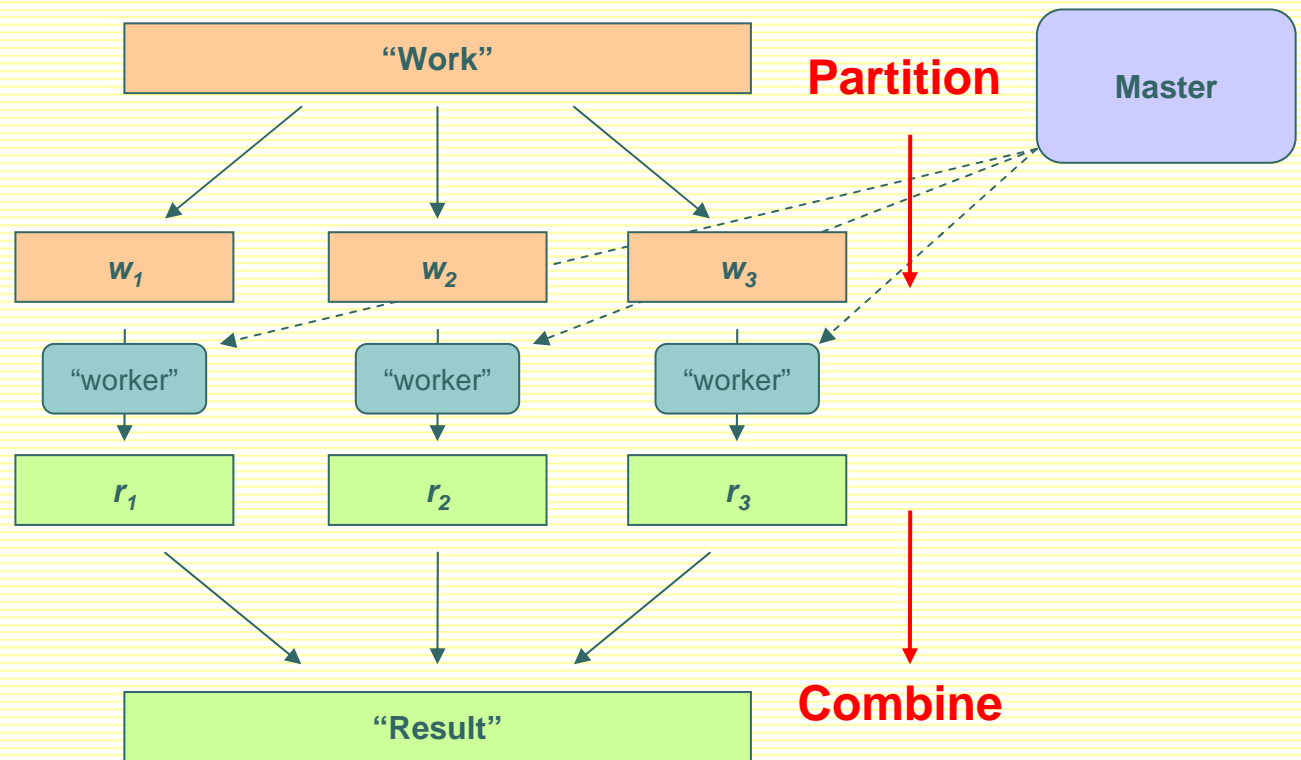 “Work”
Partition
Master
w1
w2
w3
“worker”
“worker”
“worker”
r1
r2
r3
Combine
“Result”